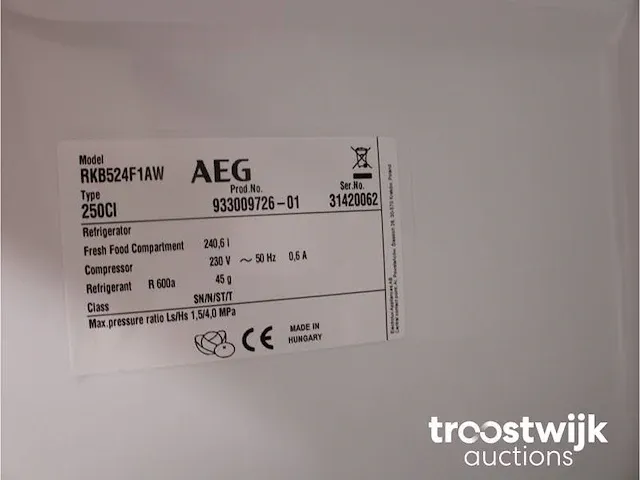 Model
RKB524F1AW
AEG
Type
250CI
Prod.No.
933009726-01
Ser.No.
31420062
Refrigerator
Fresh Food Compartment 240,6 l
Compressor 230 V ~ 50 Hz 0,6 A
Refrigerant R 600a 45 g
Class SN/N/ST/T
Max.pressure ratio Ls/Hs 1,5/4,0 MPa
CE
MADE IN
HUNGARY
troostwijk
auctions